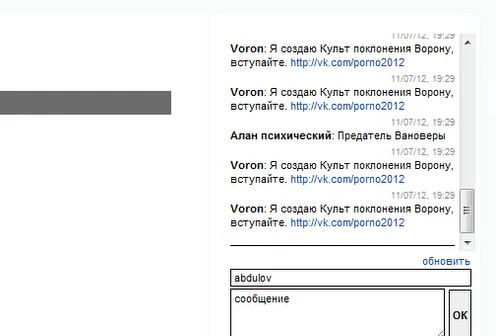 11/07/12, 19:29
Voron: Я создаю Культ поклонения Ворону,
вступайте. http://vk.com/porno2012
11/07/12, 19:29
Voron: Я создаю Культ поклонения Ворону,
вступайте. http://vk.com/porno2012
11/07/12, 19:29
Алан психический: Предатель Вановеры
11/07/12, 19:29
Voron: Я создаю Культ поклонения Ворону,
вступайте. http://vk.com/porno2012
11/07/12, 19:29
Voron: Я создаю Культ поклонения Ворону,
вступайте. http://vk.com/porno2012
обновить
abdulov
сообщение
ОК